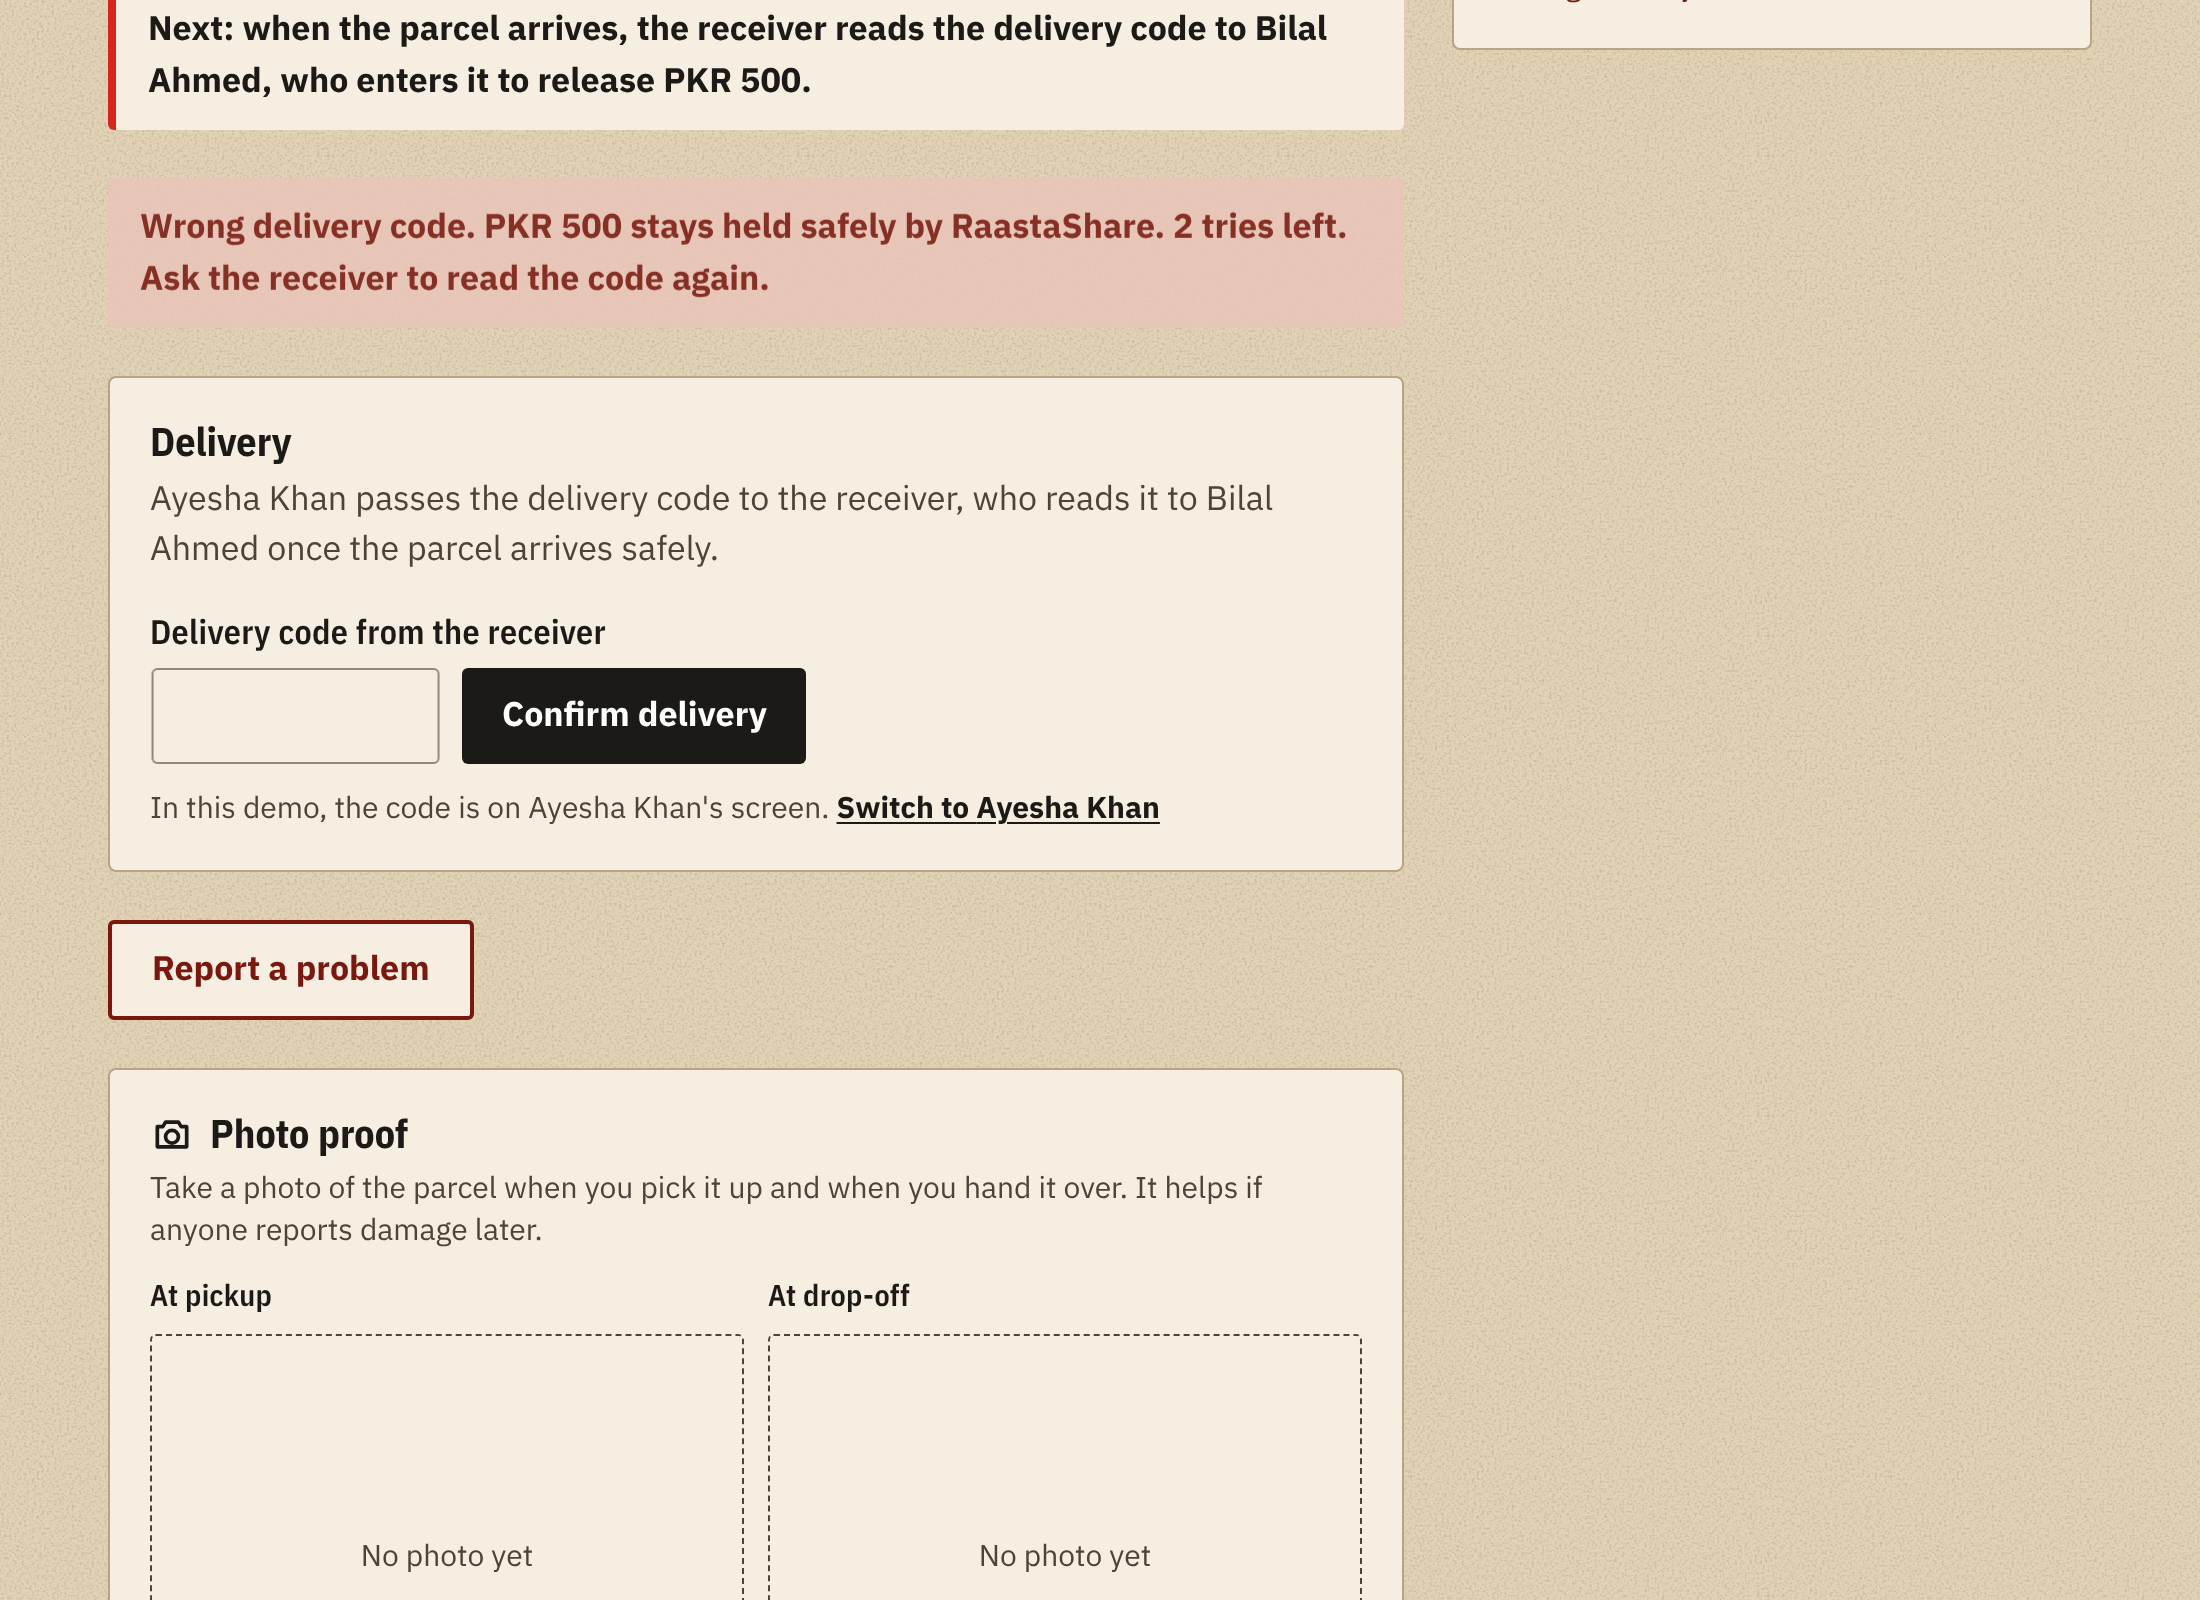 Next: when the parcel arrives, the receiver reads the delivery code to Bilal
Ahmed, who enters it to release PKR 500.
Wrong delivery code. PKR 500 stays held safely by RaastaShare. 2 tries left.
Ask the receiver to read the code again.
Delivery
Ayesha Khan passes the delivery code to the receiver, who reads it to Bilal
Ahmed once the parcel arrives safely.
Delivery code from the receiver
Confirm delivery
In this demo, the code is on Ayesha Khan's screen. Switch to Ayesha Khan
Report a problem
Photo proof
Take a photo of the parcel when you pick it up and when you hand it over. It helps if
anyone reports damage later.
At pickup
At drop-off
No photo yet
No photo yet